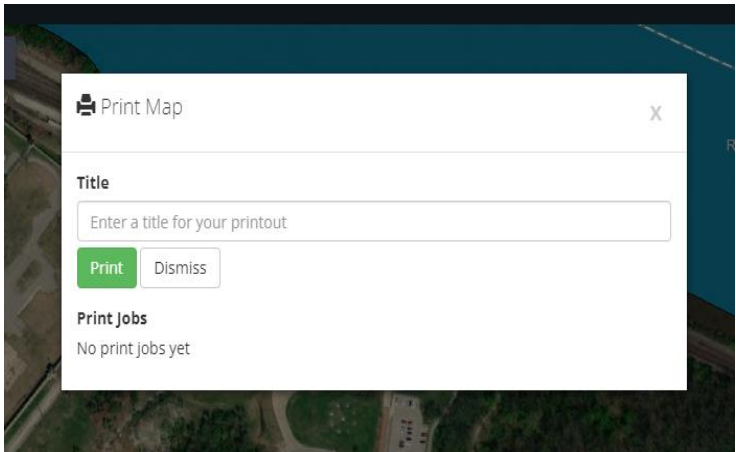 Print Map
X
R
Title
Enter a title for your printout
Print Dismiss
Print Jobs
No print jobs yet